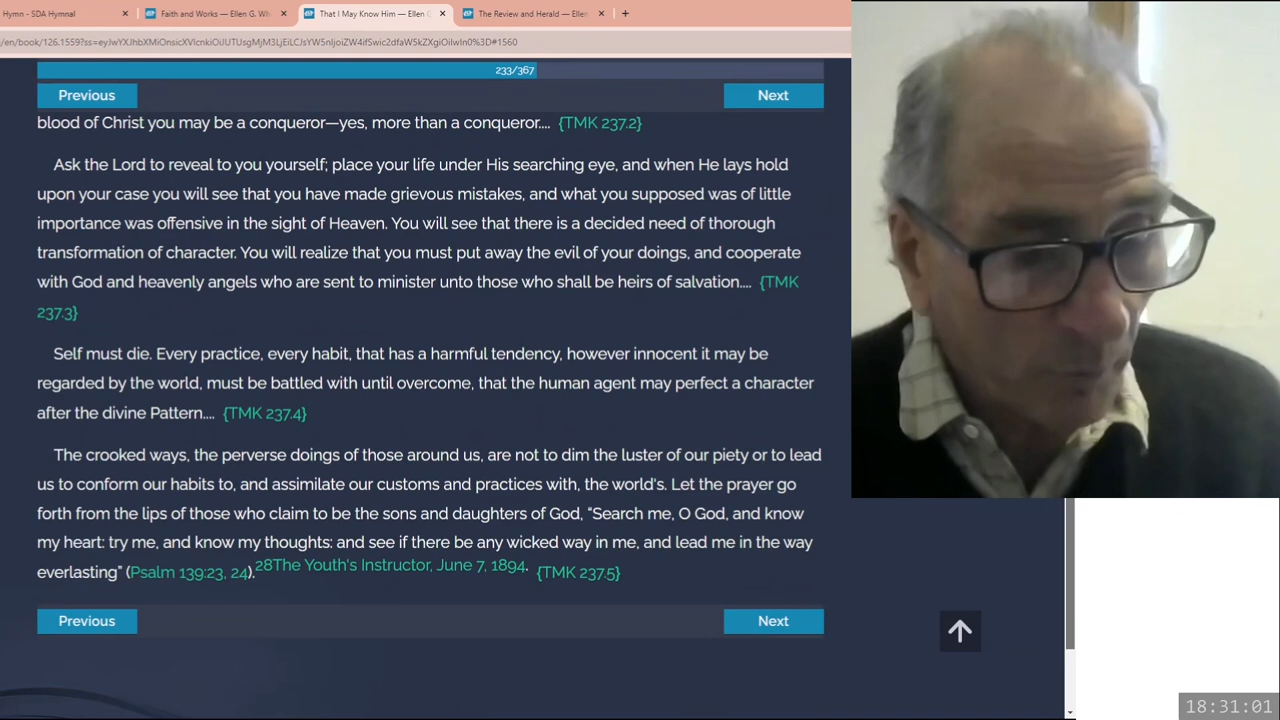 Hymn - SDA Hymnal
Faith and Works — Ellen G. Wh
That I May Know Him — Ellen G
The Review and Herald — Ellen
/en/book/126.1559?ss=eyJwYXJhbXMiOnsicXVlcnkiOiJUTUsgMjM3LjEiLCJsYW5nIjoiZW4ifSwic2dfaW5kZXgiOiIwIn0%3D#1560
233/367
Previous
Next
blood of Christ you may be a conqueror—yes, more than a conqueror.... {TMK 237.2}
Ask the Lord to reveal to you yourself; place your life under His searching eye, and when He lays hold
upon your case you will see that you have made grievous mistakes, and what you supposed was of little
importance was offensive in the sight of Heaven. You will see that there is a decided need of thorough
transformation of character. You will realize that you must put away the evil of your doings, and cooperate
with God and heavenly angels who are sent to minister unto those who shall be heirs of salvation.... {TMK
237.3}
Self must die. Every practice, every habit, that has a harmful tendency, however innocent it may be
regarded by the world, must be battled with until overcome, that the human agent may perfect a character
after the divine Pattern.... {TMK 237.4}
The crooked ways, the perverse doings of those around us, are not to dim the luster of our piety or to lead
us to conform our habits to, and assimilate our customs and practices with, the world's. Let the prayer go
forth from the lips of those who claim to be the sons and daughters of God, “Search me, O God, and know
my heart: try me, and know my thoughts: and see if there be any wicked way in me, and lead me in the way
everlasting” (Psalm 139:23, 24).28The Youth's Instructor, June 7, 1894. {TMK 237.5}
Previous
Next
18:31:01